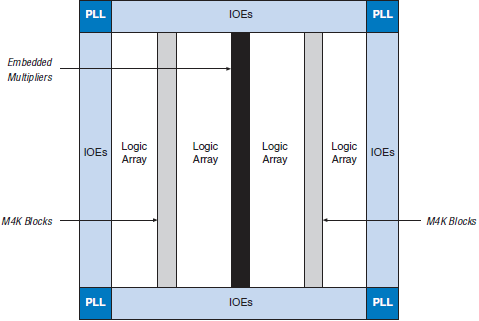 PLL IOEs PLL
Embedded
Multipliers
IOEs Logic Logic Logic Logic IOEs
Array Array Array Array
M4K Blocks M4K Blocks
PLL IOEs PLL